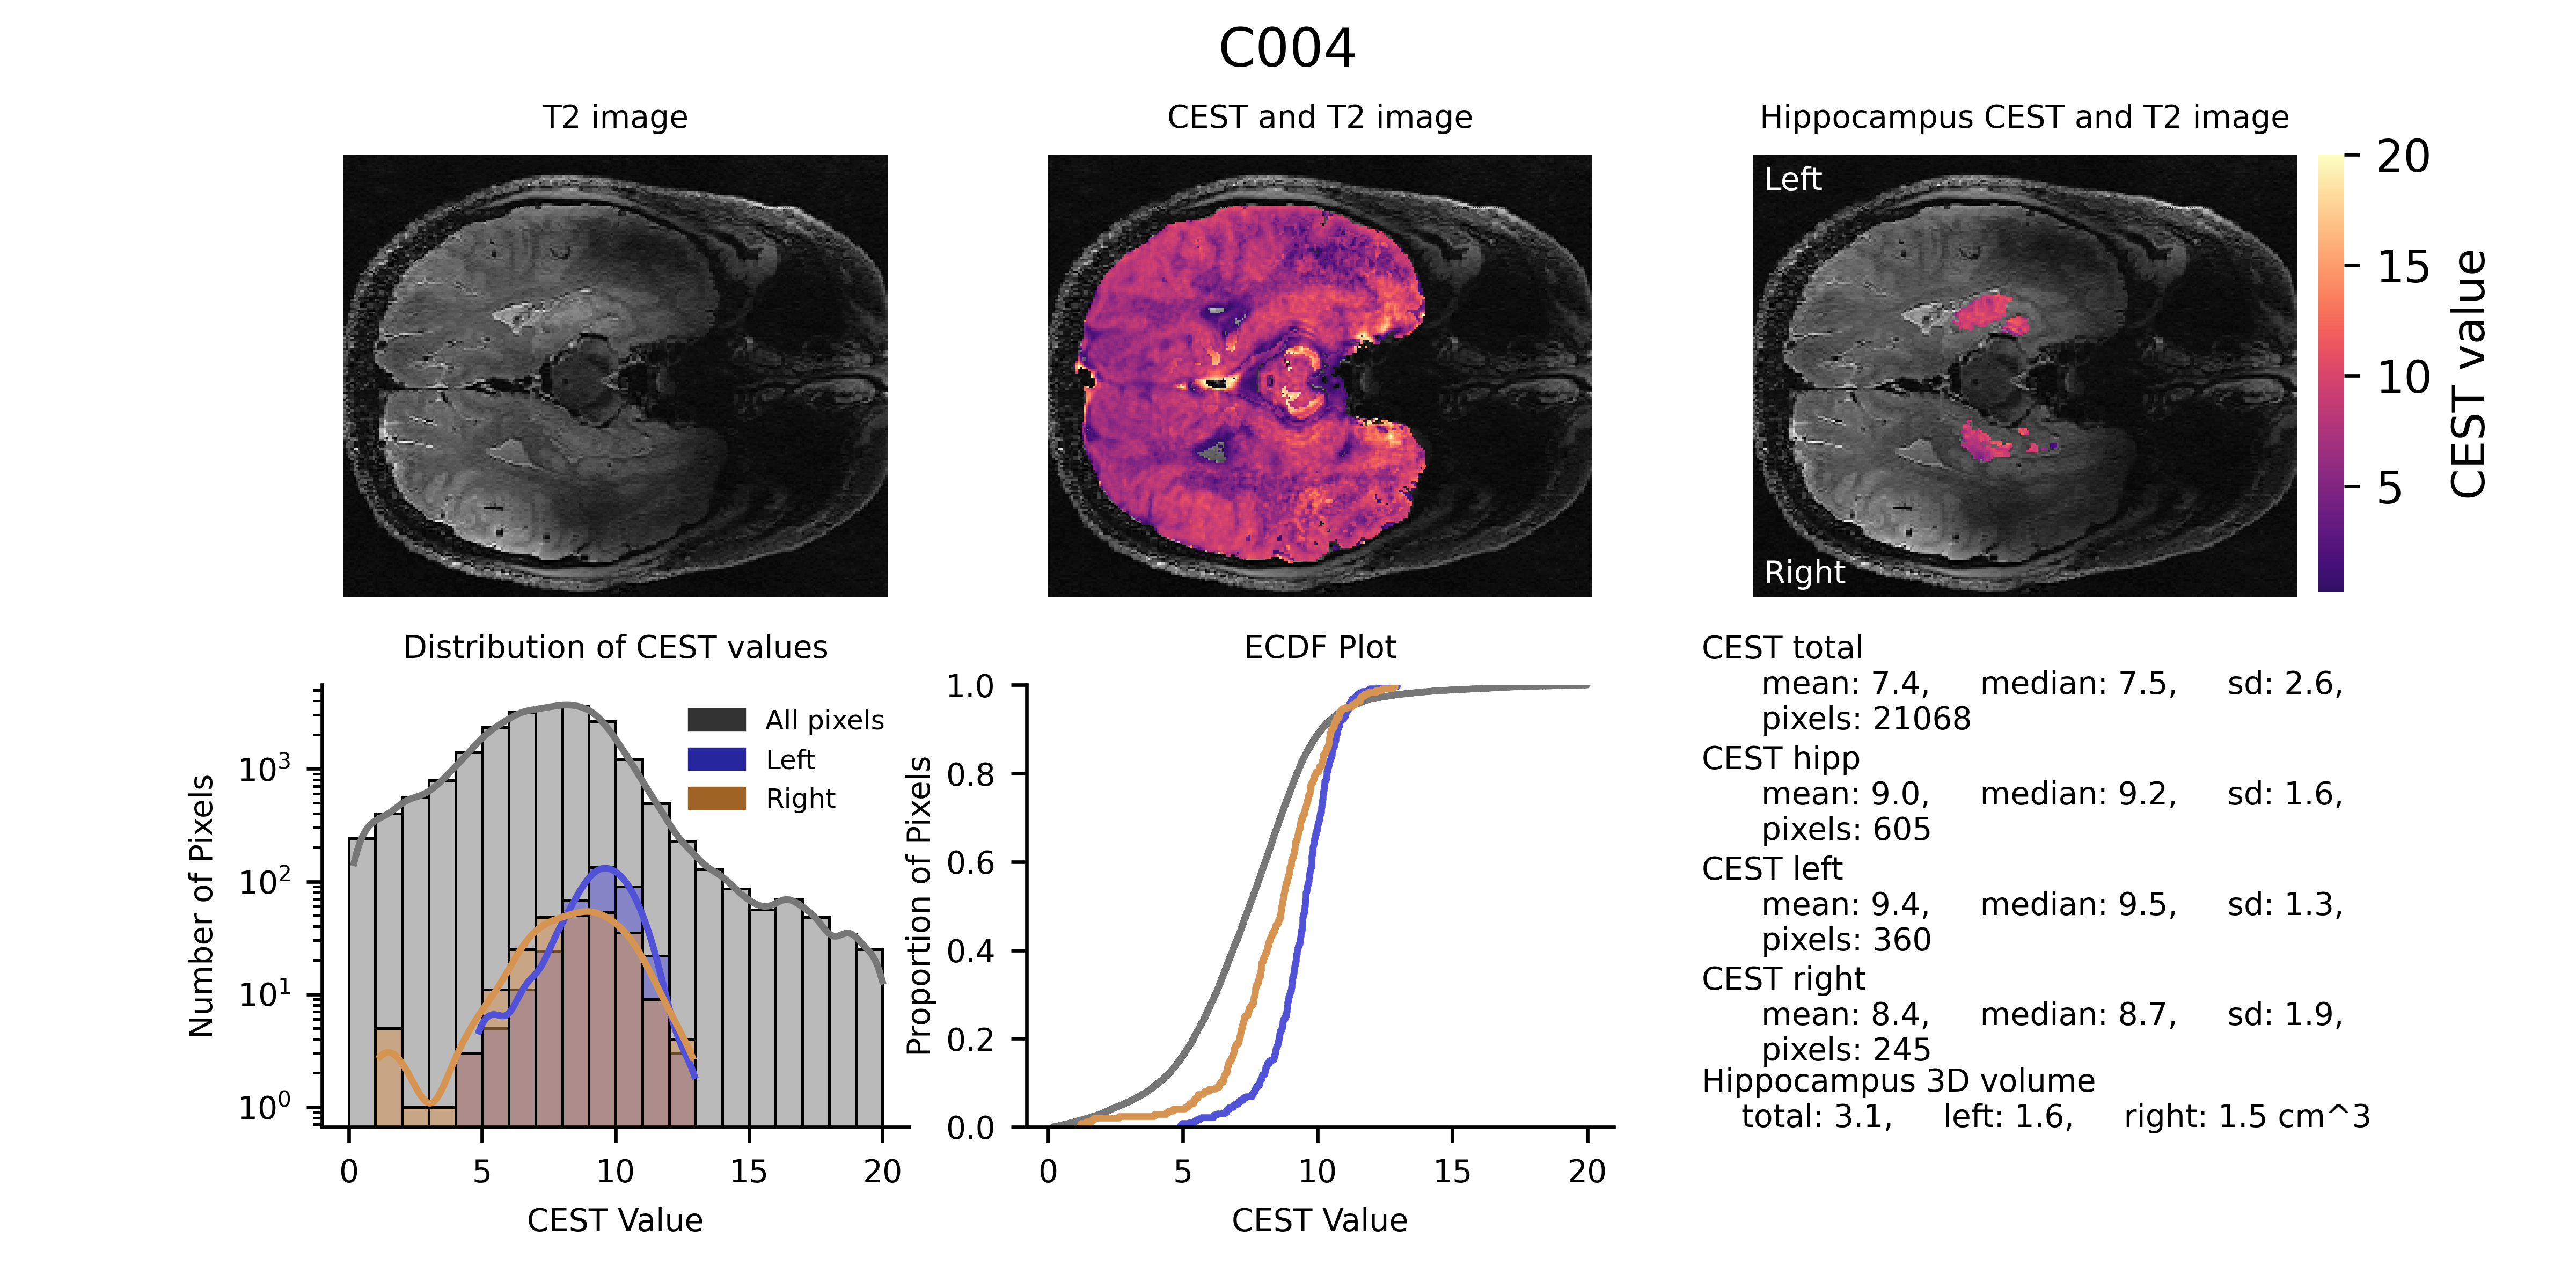 C004
T2 image
CEST and T2 image
Hippocampus CEST and T2 image
Left
Right
20
15
10
5
CEST value
Distribution of CEST values
Number of Pixels
10^3
10^2
10^1
10^0
All pixels
Left
Right
0 5 10 15 20
CEST Value
ECDF Plot
Proportion of Pixels
1.0
0.8
0.6
0.4
0.2
0.0
0 5 10 15 20
CEST Value
CEST total
mean: 7.4, median: 7.5, sd: 2.6,
pixels: 21068
CEST hipp
mean: 9.0, median: 9.2, sd: 1.6,
pixels: 605
CEST left
mean: 9.4, median: 9.5, sd: 1.3,
pixels: 360
CEST right
mean: 8.4, median: 8.7, sd: 1.9,
pixels: 245
Hippocampus 3D volume
total: 3.1, left: 1.6, right: 1.5 cm^3